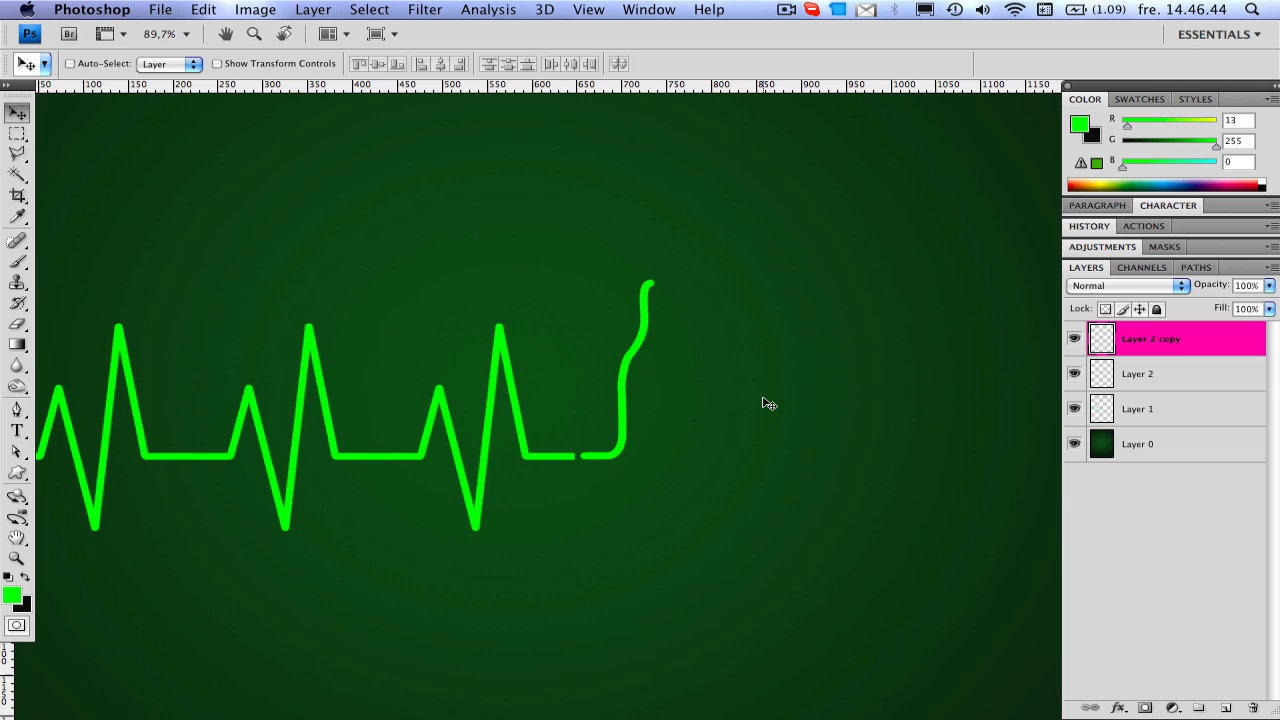 Photoshop File Edit Image Layer Select Filter Analysis 3D View Window Help (1.09) fre. 14.46.44
Ps Br 89,7% ESSENTIALS
Auto-Select: Layer Show Transform Controls
50 100 150 200 250 300 350 400 450 500 550 600 650 700 750 800 850 900 950 1000 1050 1100 1150
COLOR SWATCHES STYLES
R 13
G 255
B 0
PARAGRAPH CHARACTER
HISTORY ACTIONS
ADJUSTMENTS MASKS
LAYERS CHANNELS PATHS
Normal Opacity: 100%
Lock: Fill: 100%
Layer 2 copy
Layer 2
Layer 1
Layer 0
T
fx